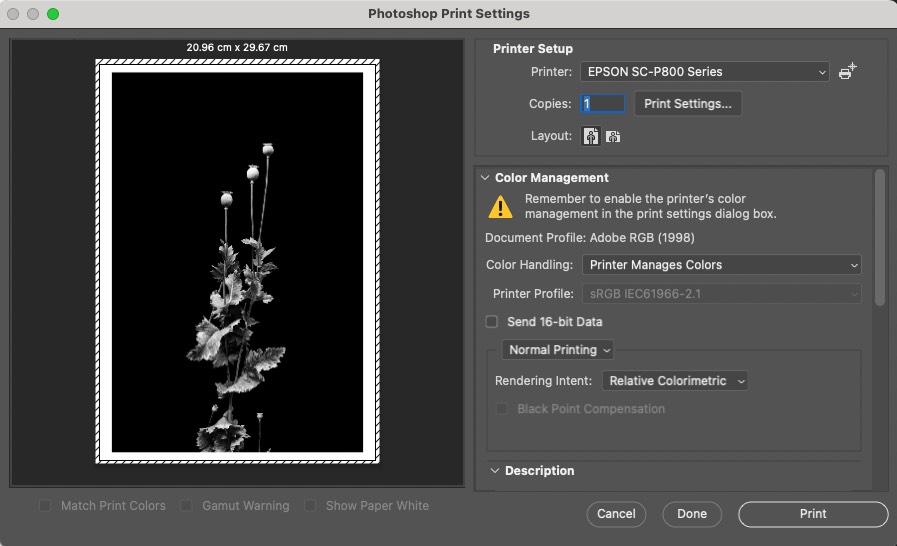 Photoshop Print Settings
20.96 cm x 29.67 cm
Printer Setup
Printer: EPSON SC-P800 Series
Copies: 1 Print Settings...
Layout:
Color Management
Remember to enable the printer's color
management in the print settings dialog box.
Document Profile: Adobe RGB (1998)
Color Handling: Printer Manages Colors
Printer Profile: sRGB IEC61966-2.1
Send 16-bit Data
Normal Printing
Rendering Intent: Relative Colorimetric
Black Point Compensation
Description
Match Print Colors Gamut Warning Show Paper White
Cancel Done Print